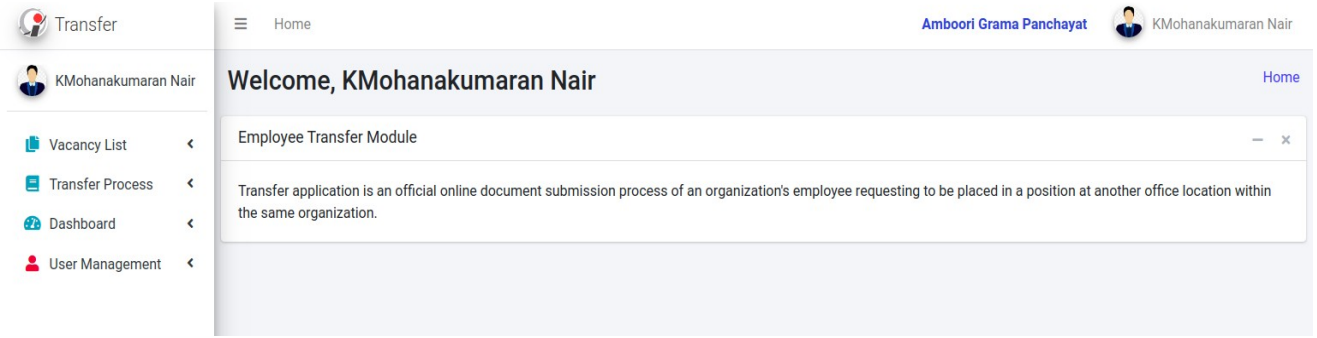 Transfer
Home
Amboori Grama Panchayat
KMohanakumaran Nair
KMohanakumaran Nair
Welcome, KMohanakumaran Nair
Home
Vacancy List
Transfer Process
Dashboard
User Management
Employee Transfer Module
Transfer application is an official online document submission process of an organization's employee requesting to be placed in a position at another office location within
the same organization.